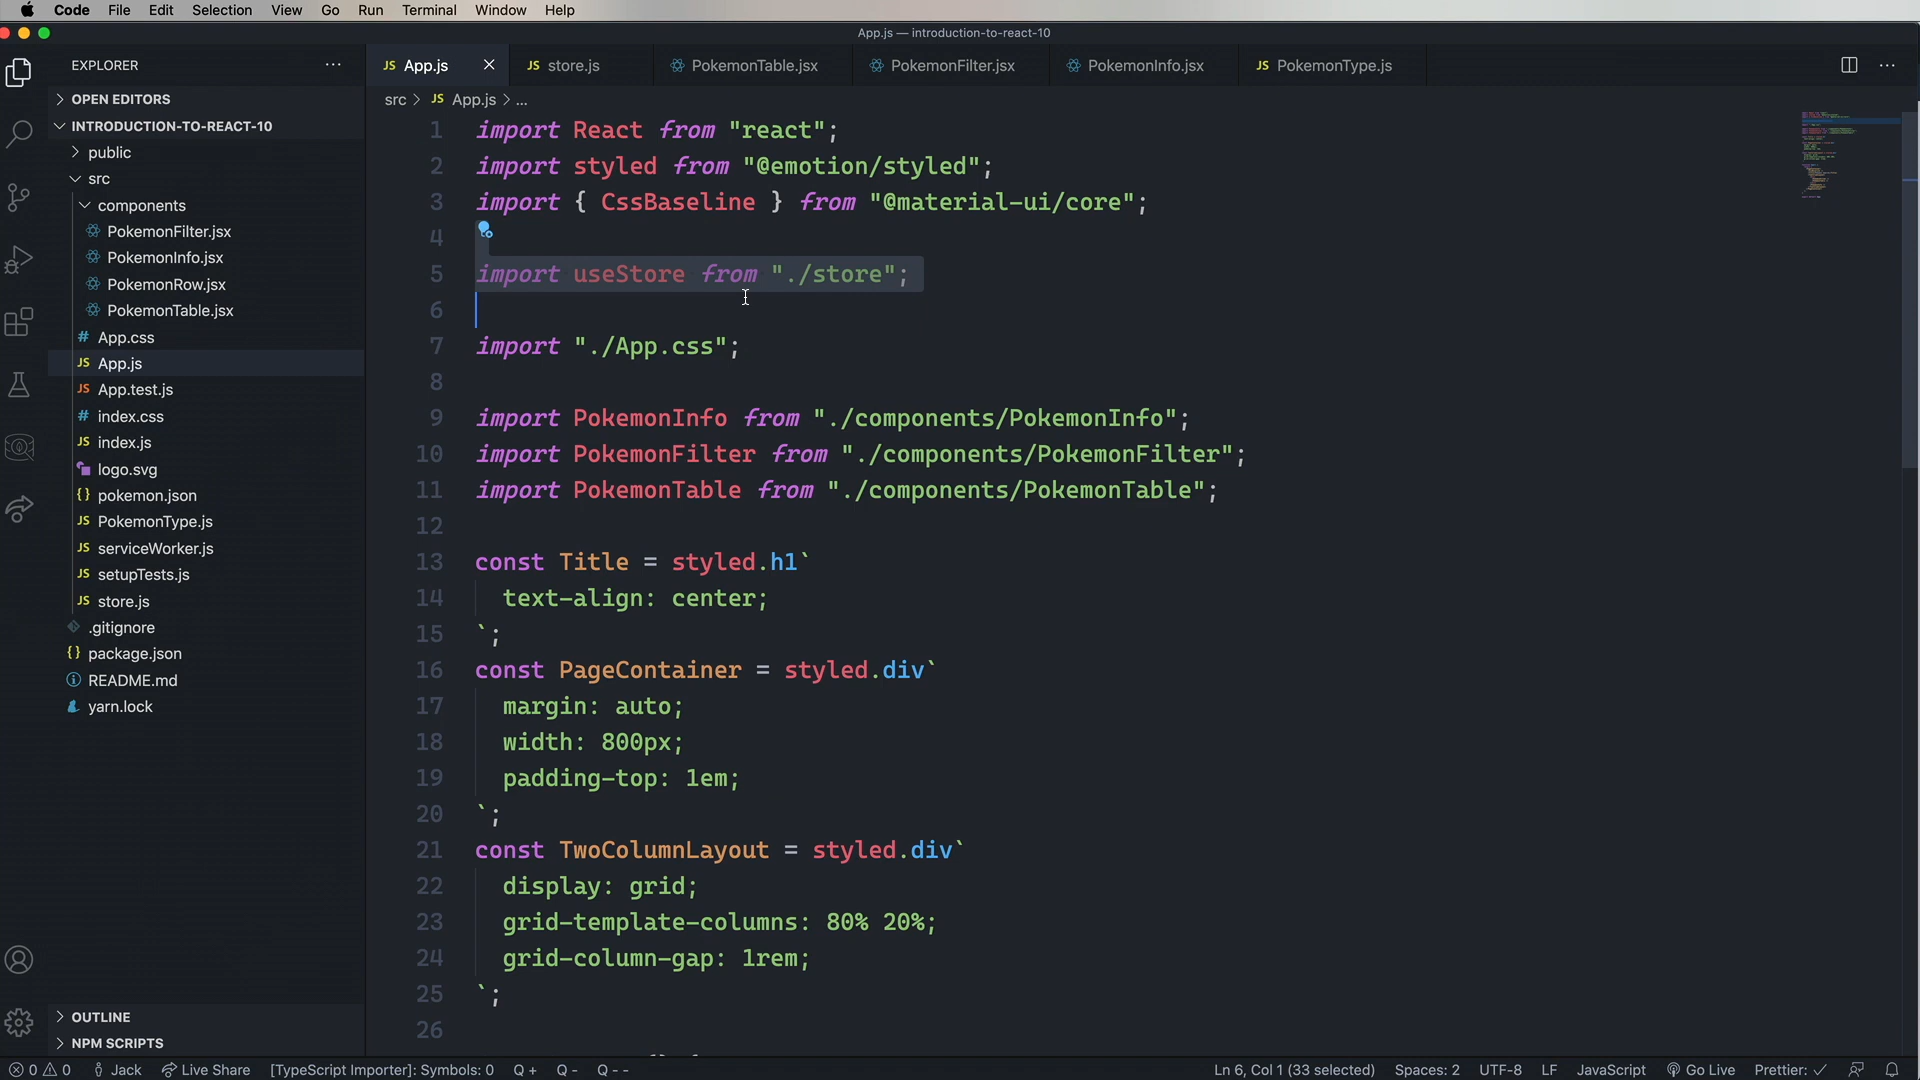 Code File Edit Selection View Go Run Terminal Window Help
App.js — introduction-to-react-10
EXPLORER
OPEN EDITORS
INTRODUCTION-TO-REACT-10
public
src
components
PokemonFilter.jsx
PokemonInfo.jsx
PokemonRow.jsx
PokemonTable.jsx
# App.css
JS App.js
JS App.test.js
# index.css
JS index.js
logo.svg
{} pokemon.json
JS PokemonType.js
JS serviceWorker.js
JS setupTests.js
JS store.js
.gitignore
{} package.json
README.md
yarn.lock
OUTLINE
NPM SCRIPTS
JS App.js JS store.js PokemonTable.jsx PokemonFilter.jsx PokemonInfo.jsx JS PokemonType.js
src > JS App.js > ...
1 import React from "react";
2 import styled from "@emotion/styled";
3 import { CssBaseline } from "@material-ui/core";
4
5 import useStore from "./store";
6
7 import "./App.css";
8
9 import PokemonInfo from "./components/PokemonInfo";
10 import PokemonFilter from "./components/PokemonFilter";
11 import PokemonTable from "./components/PokemonTable";
12
13 const Title = styled.h1`
14 text-align: center;
15 `;
16 const PageContainer = styled.div`
17 margin: auto;
18 width: 800px;
19 padding-top: 1em;
20 `;
21 const TwoColumnLayout = styled.div`
22 display: grid;
23 grid-template-columns: 80% 20%;
24 grid-column-gap: 1rem;
25 `;
26
0 0 Jack Live Share [TypeScript Importer]: Symbols: 0 Q+ Q- Q-- Ln 6, Col 1 (33 selected) Spaces: 2 UTF-8 LF JavaScript Go Live Prettier: ✓